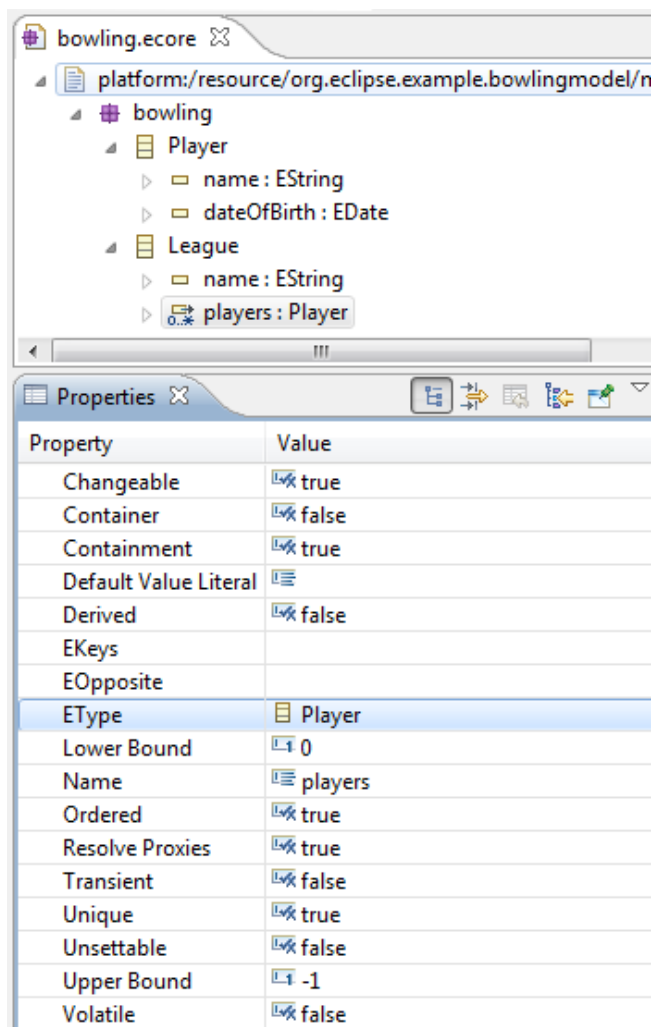 bowling.ecore
platform:/resource/org.eclipse.example.bowlingmodel/
bowling
Player
name : EString
dateOfBirth : EDate
League
name : EString
0..* players : Player
Properties
Property Value
Changeable true
Container false
Containment true
Default Value Literal
Derived false
EKeys
EOpposite
EType Player
Lower Bound 0
Name players
Ordered true
Resolve Proxies true
Transient false
Unique true
Unsettable false
Upper Bound -1
Volatile false